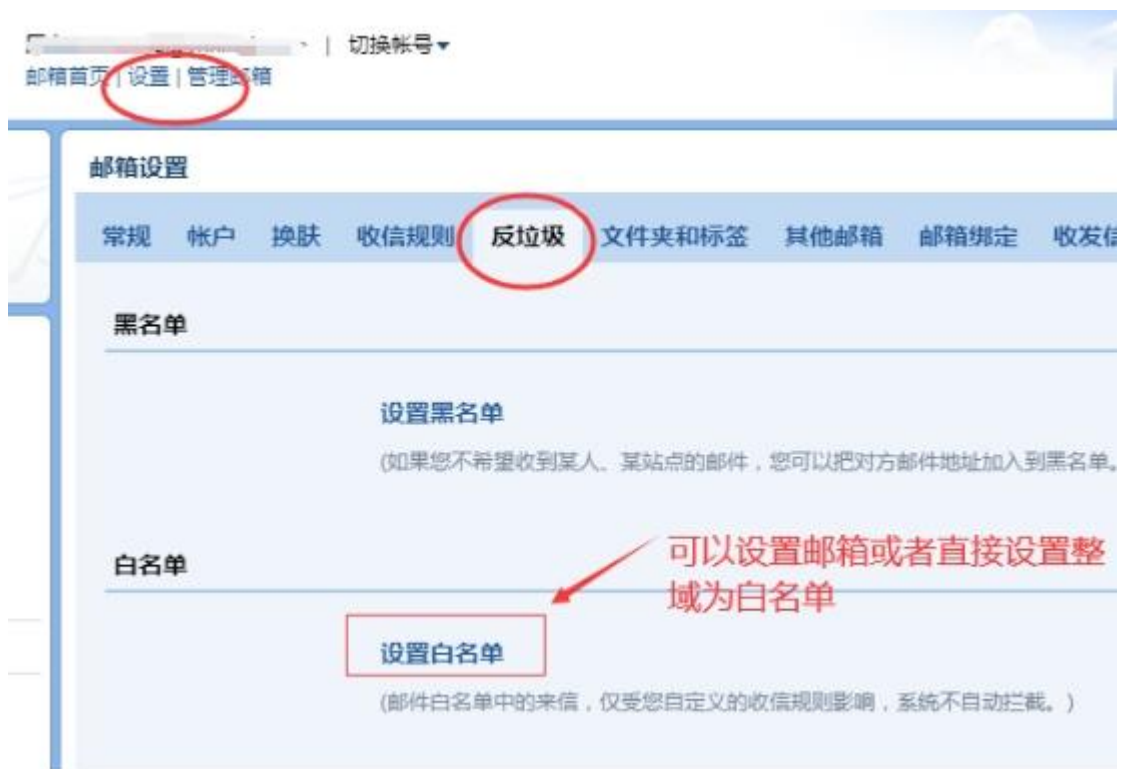 切换帐号▾
邮箱首页 | 设置 | 管理邮箱
邮箱设置
常规 帐户 换肤 收信规则 反垃圾 文件夹和标签 其他邮箱 邮箱绑定 收发信
黑名单
设置黑名单
(如果您不希望收到某人、某站点的邮件，您可以把对方邮件地址加入到黑名单。
白名单
可以设置邮箱或者直接设置整
域为白名单
设置白名单
(邮件白名单中的来信，仅受您自定义的收信规则影响，系统不自动拦截。)